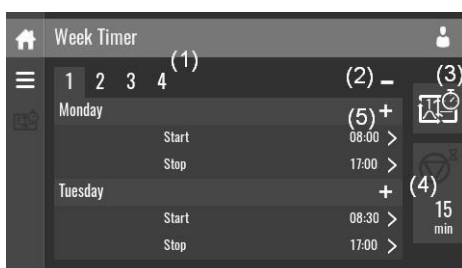 Week Timer
1 2 3 4 (1) (2) − (3)
Monday (5) +
Start 08:00 >
Stop 17:00 >
Tuesday + (4)
Start 08:30 > 15
Stop 17:00 > min